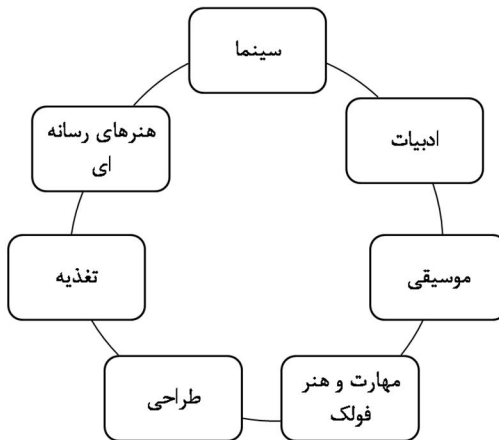 سینما
ادبیات
موسیقی
مهارت و هنر
فولک
طراحی
تغذیه
هنرهای رسانه
ای